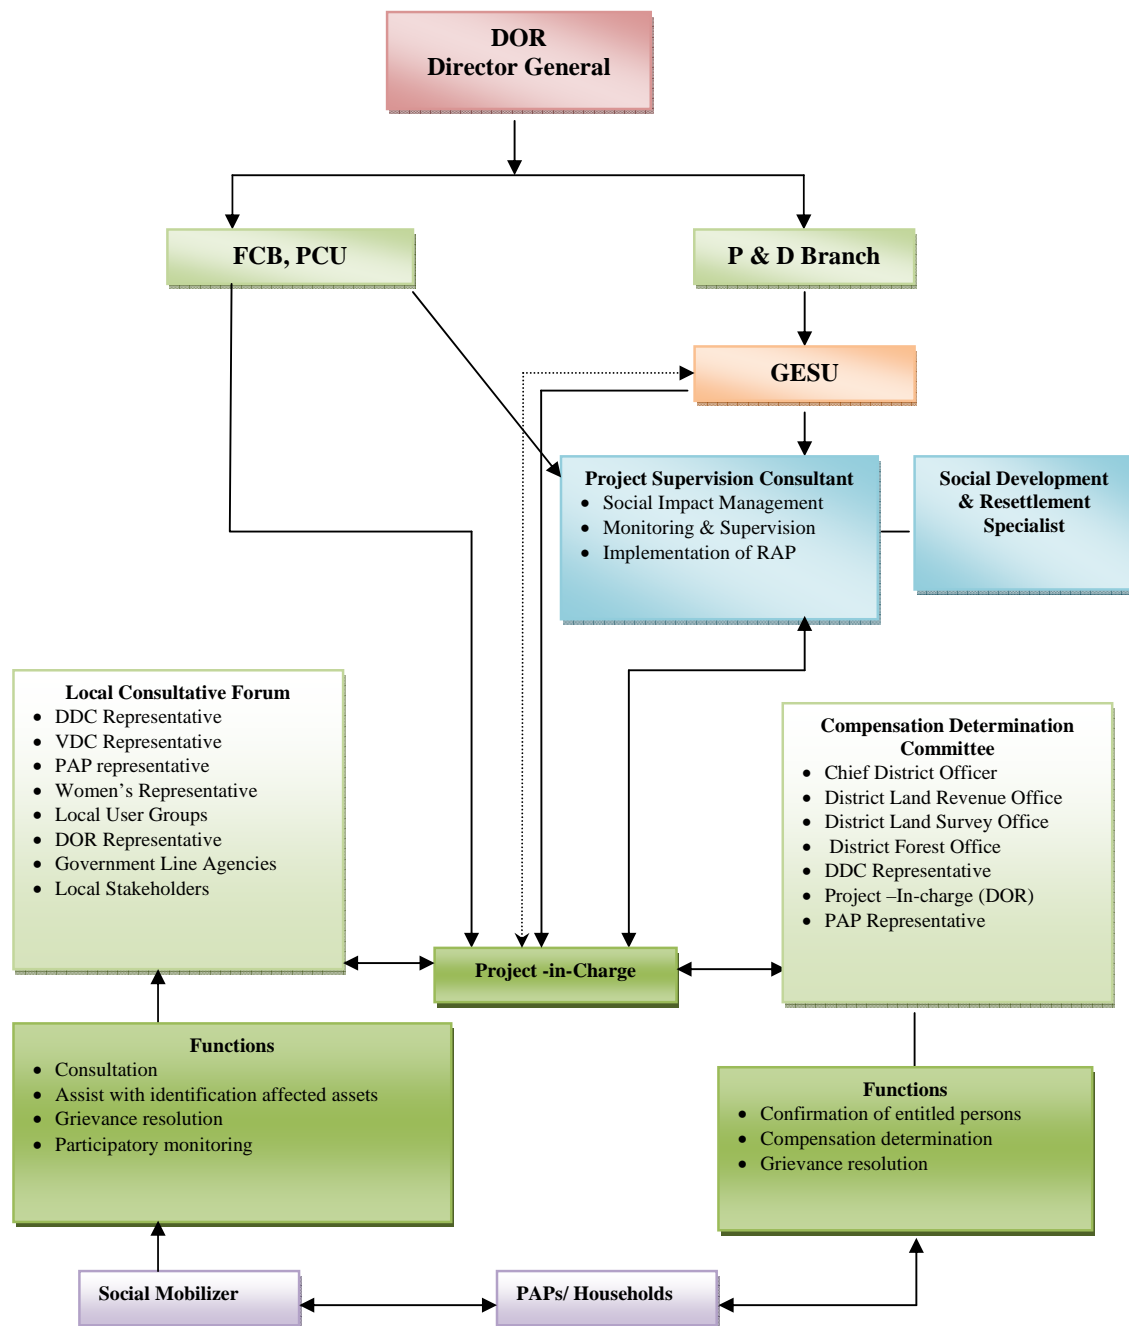 DOR
Director General
FCB, PCU
P & D Branch
GESU
Project Supervision Consultant
• Social Impact Management
• Monitoring & Supervision
• Implementation of RAP
Social Development
& Resettlement
Specialist
Local Consultative Forum
• DDC Representative
• VDC Representative
• PAP representative
• Women’s Representative
• Local User Groups
• DOR Representative
• Government Line Agencies
• Local Stakeholders
Compensation Determination
Committee
• Chief District Officer
• District Land Revenue Office
• District Land Survey Office
• District Forest Office
• DDC Representative
• Project –In-charge (DOR)
• PAP Representative
Project -in-Charge
Functions
• Consultation
• Assist with identification affected assets
• Grievance resolution
• Participatory monitoring
Functions
• Confirmation of entitled persons
• Compensation determination
• Grievance resolution
Social Mobilizer
PAPs/ Households